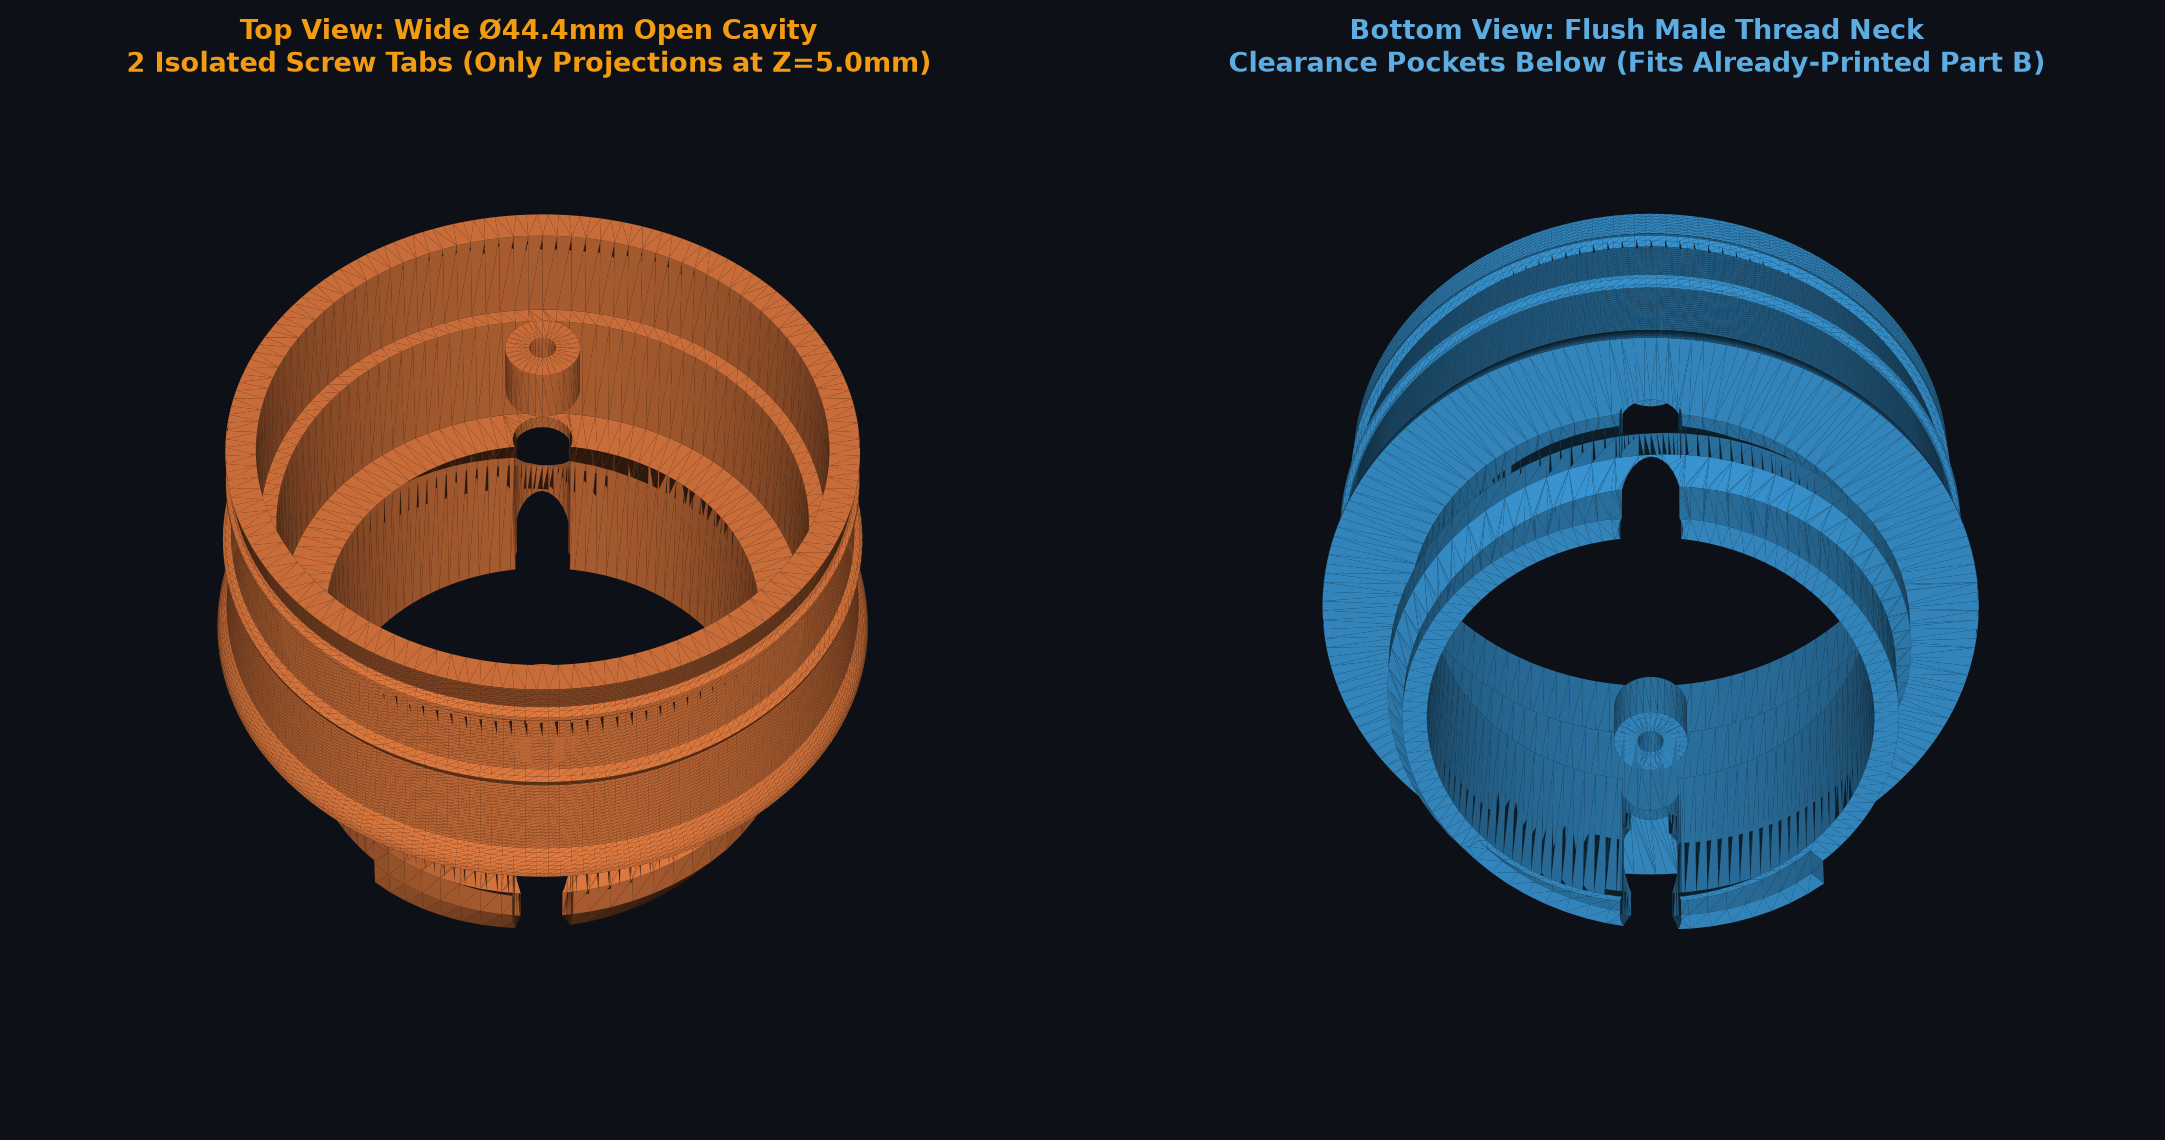 Top View: Wide Ø44.4mm Open Cavity
2 Isolated Screw Tabs (Only Projections at Z=5.0mm)
Bottom View: Flush Male Thread Neck
Clearance Pockets Below (Fits Already-Printed Part B)